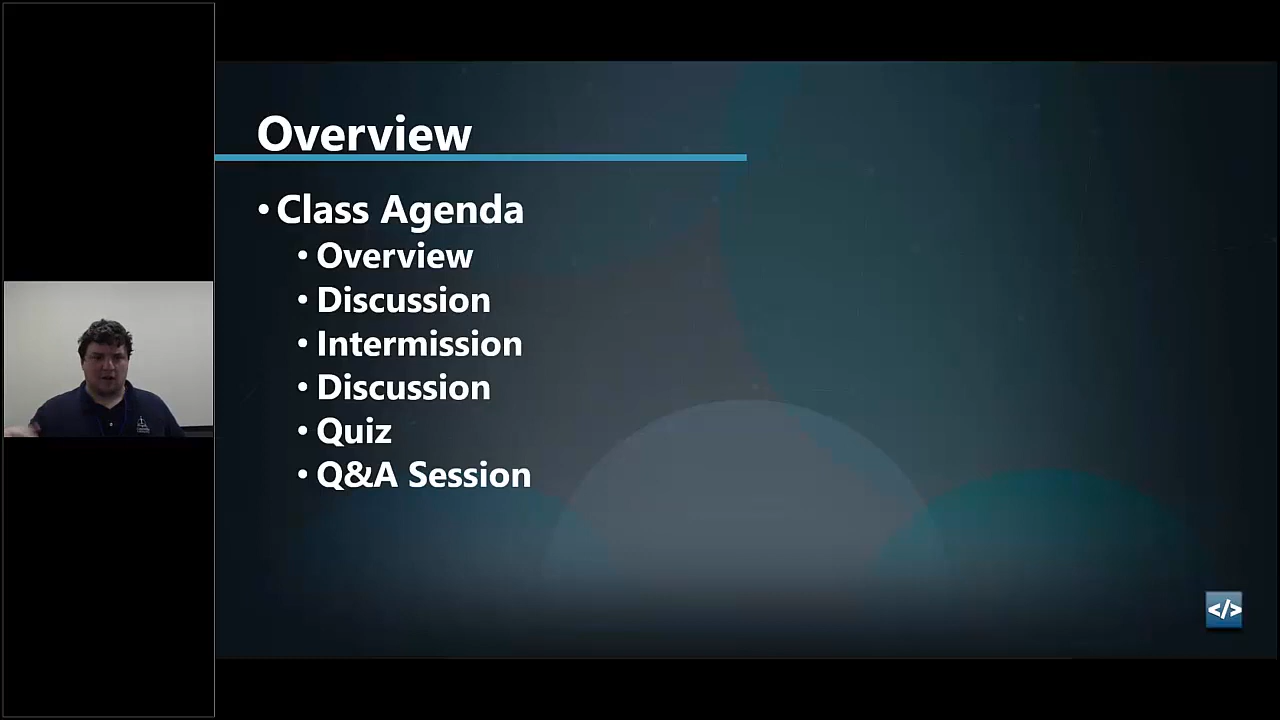 Overview
• Class Agenda
• Overview
• Discussion
• Intermission
• Discussion
• Quiz
• Q&A Session
</>